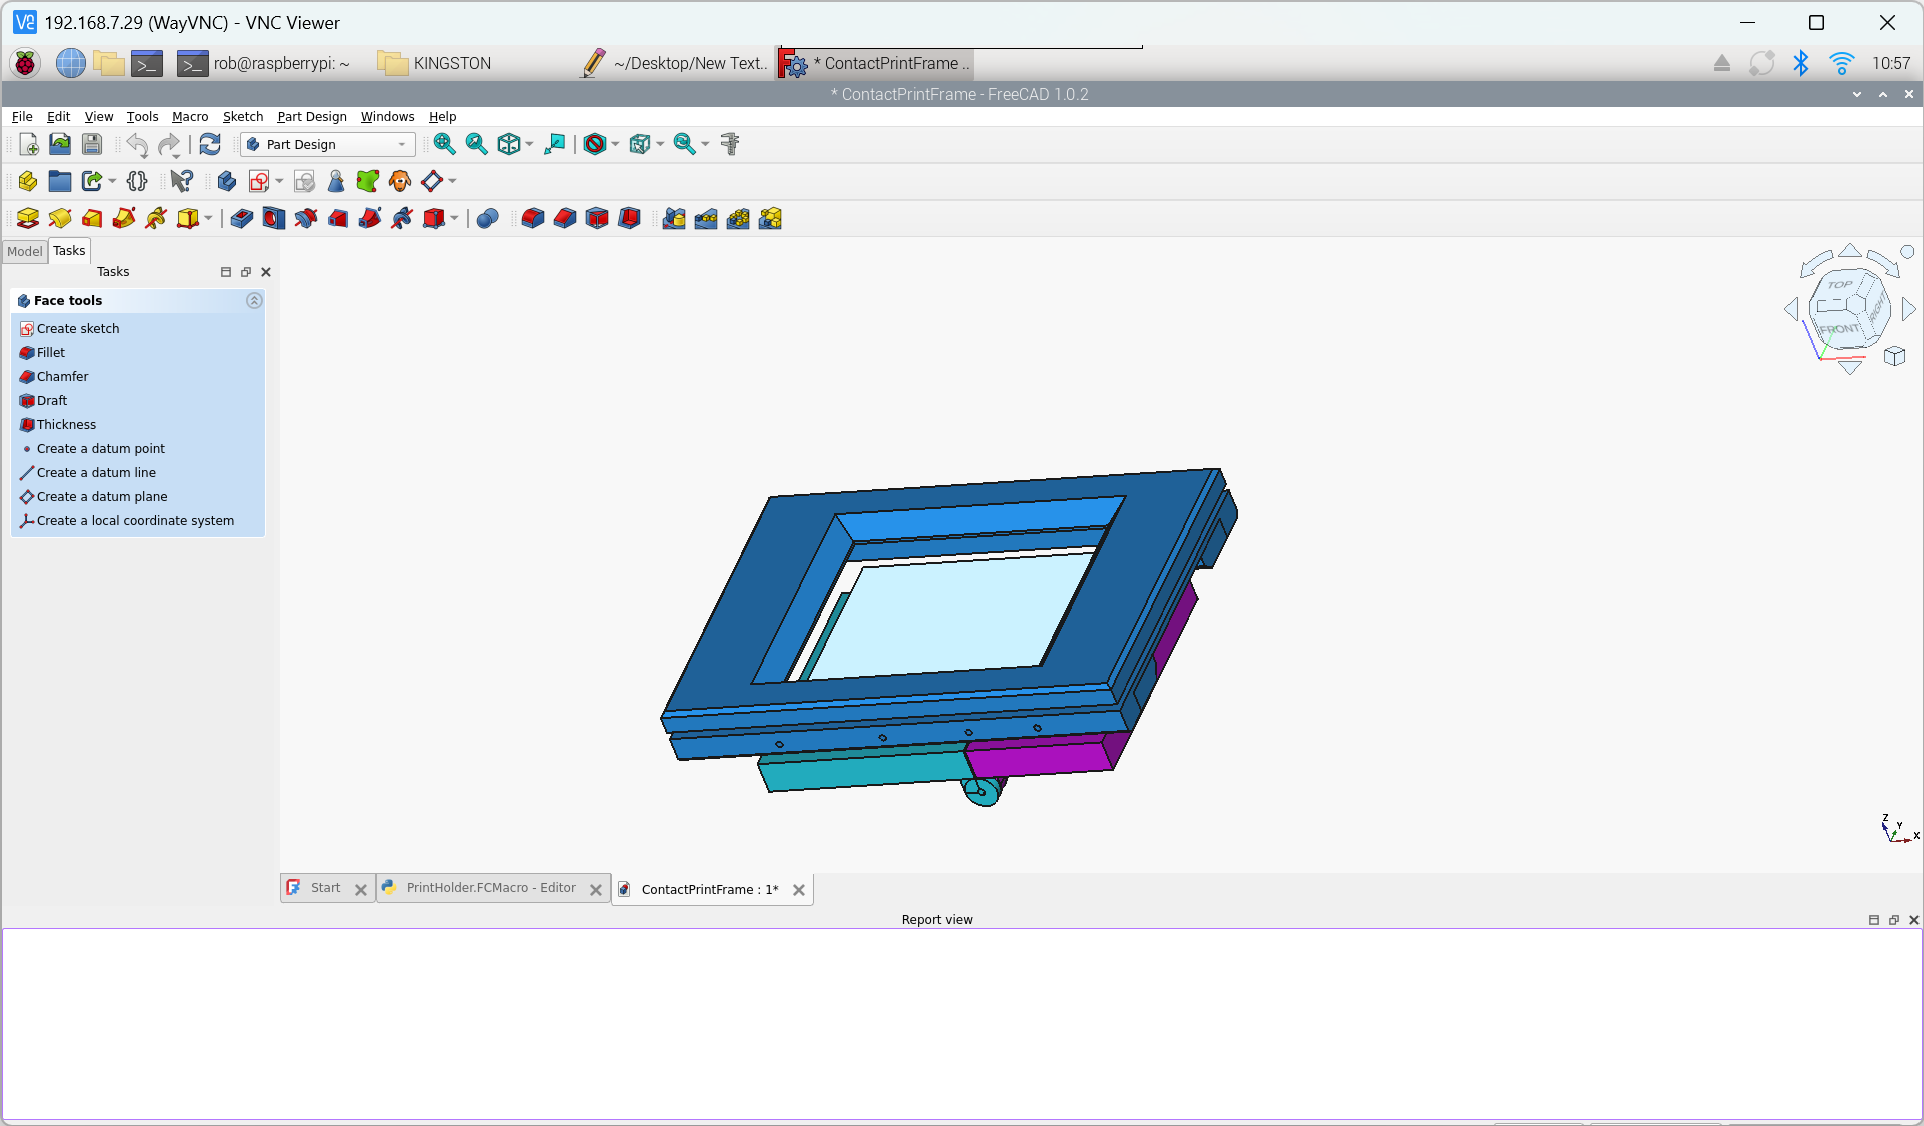 192.168.7.29 (WayVNC) - VNC Viewer
rob@raspberrypi: ~
KINGSTON
~/Desktop/New Text..
* ContactPrintFrame ..
10:57
* ContactPrintFrame - FreeCAD 1.0.2
File Edit View Tools Macro Sketch Part Design Windows Help
Part Design
Model Tasks
Tasks
Face tools
Create sketch
Fillet
Chamfer
Draft
Thickness
Create a datum point
Create a datum line
Create a datum plane
Create a local coordinate system
TOP
FRONT
RIGHT
Z
Y
X
Start
PrintHolder.FCMacro - Editor
ContactPrintFrame : 1*
Report view